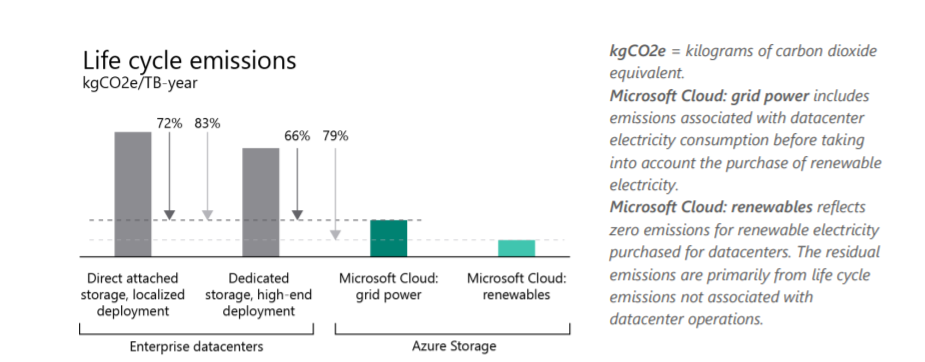 Life cycle emissions
kgCO2e/TB-year
72%
83%
66%
79%
Direct attached
storage, localized
deployment
Dedicated
storage, high-end
deployment
Microsoft Cloud:
grid power
Microsoft Cloud:
renewables
Enterprise datacenters
Azure Storage
kgCO2e = kilograms of carbon dioxide
equivalent.
Microsoft Cloud: grid power includes
emissions associated with datacenter
electricity consumption before taking
into account the purchase of renewable
electricity.
Microsoft Cloud: renewables reflects
zero emissions for renewable electricity
purchased for datacenters. The residual
emissions are primarily from life cycle
emissions not associated with
datacenter operations.